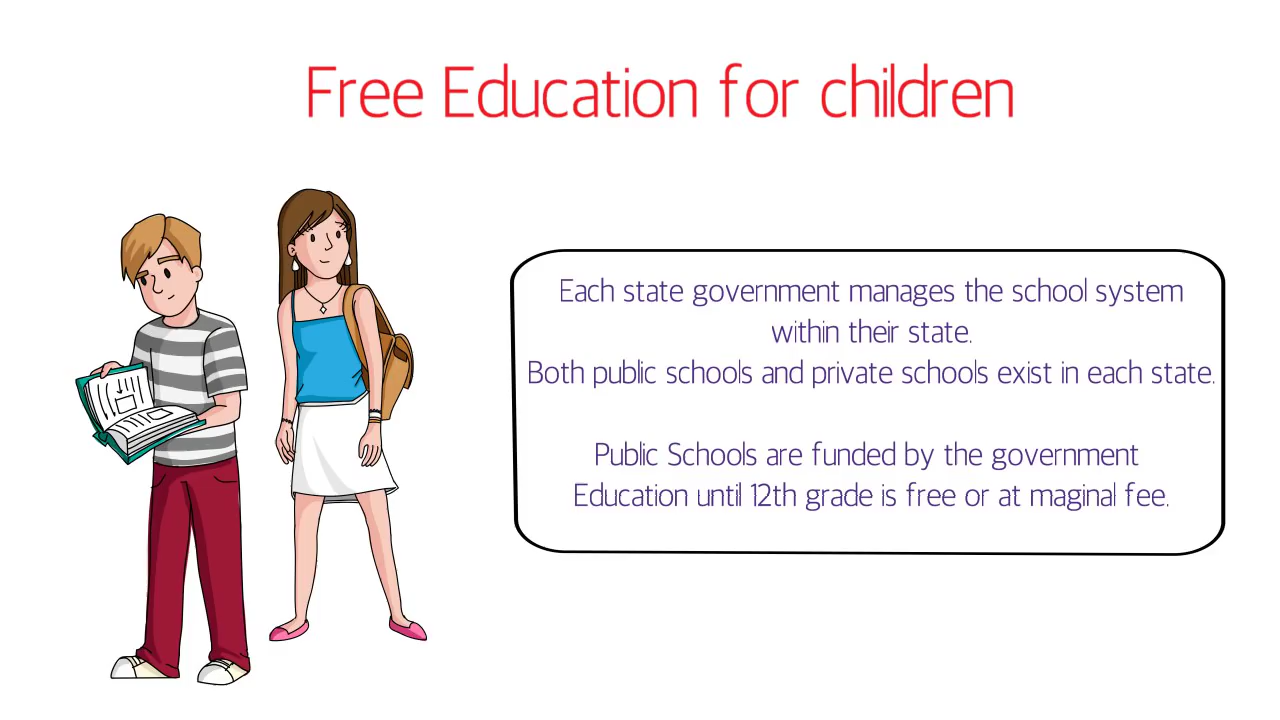 Free Education for children
Each state government manages the school system
within their state.
Both public schools and private schools exist in each state.
Public Schools are funded by the government
Education until 12th grade is free or at maginal fee.